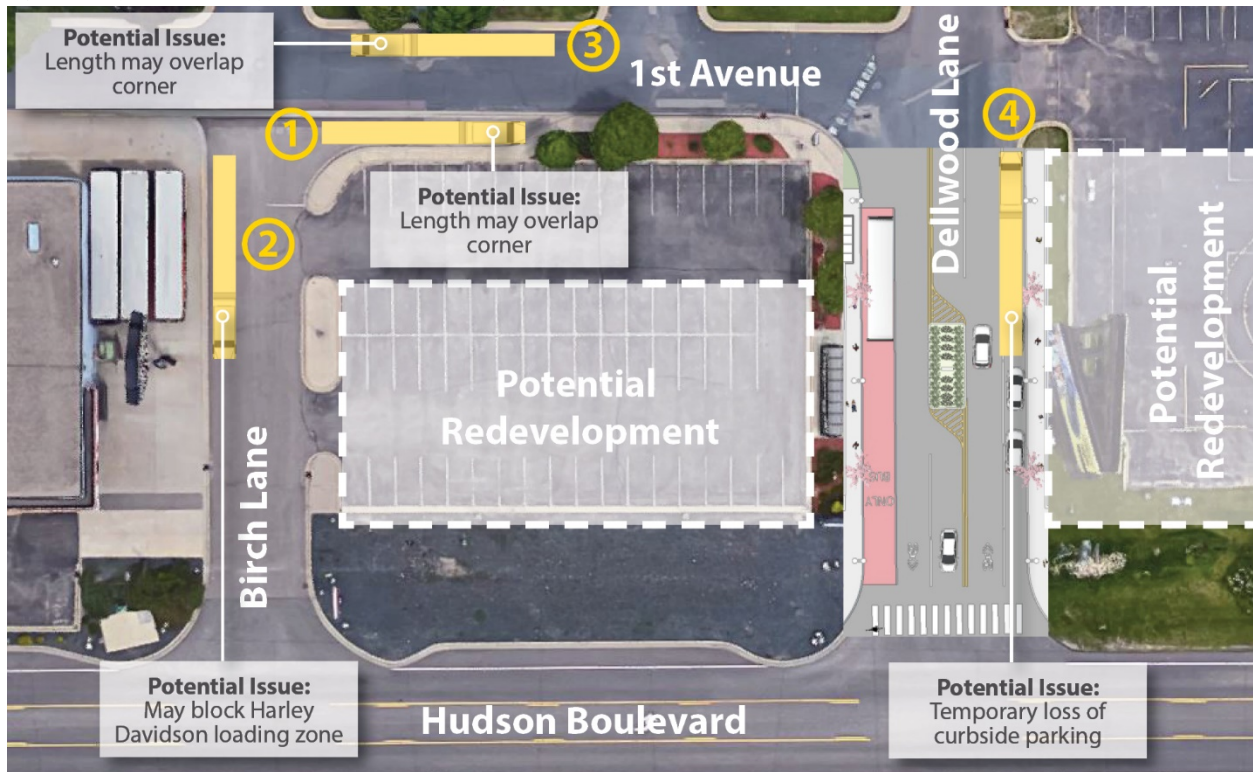 Potential Issue:
Length may overlap
corner
3
1st Avenue
Dellwood Lane
4
1
Potential Issue:
Length may overlap
corner
2
Potential
Redevelopment
Potential
Redevelopment
BUS
ONLY
Birch Lane
Potential Issue:
May block Harley
Davidson loading zone
Hudson Boulevard
Potential Issue:
Temporary loss of
curbside parking